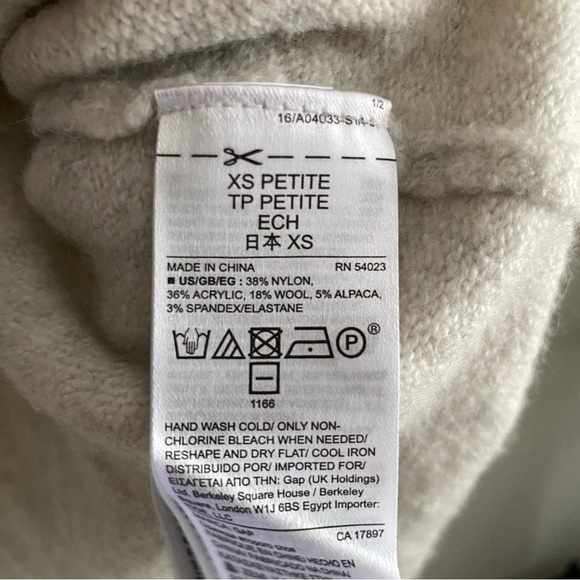 1/2
16/A04033-S1/4-
XS PETITE
TP PETITE
ECH
日本 XS
MADE IN CHINA RN 54023
■ US/GB/EG : 38% NYLON,
36% ACRYLIC, 18% WOOL, 5% ALPACA,
3% SPANDEX/ELASTANE
P ®
1166
HAND WASH COLD/ ONLY NON-
CHLORINE BLEACH WHEN NEEDED/
RESHAPE AND DRY FLAT/ COOL IRON
DISTRIBUIDO POR/ IMPORTED FOR/
ΕΙΣΑΓΕΤΑΙ ΑΠΟ ΤΗΝ: Gap (UK Holdings)
Ltd, Berkeley Square House / Berkeley
Square, London W1J 6BS Egypt Importer:
LLC
CA 17897